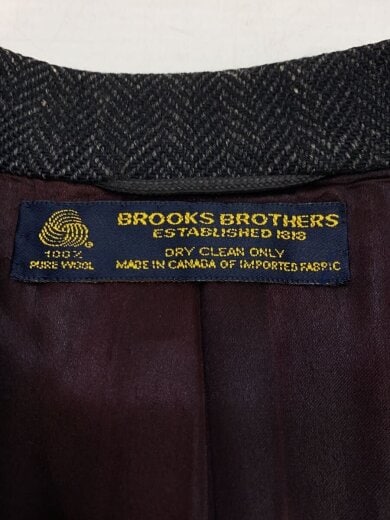 BROOKS BROTHERS
ESTABLISHED 1818
100%
PURE WOOL
DRY CLEAN ONLY
MADE IN CANADA OF IMPORTED FABRIC